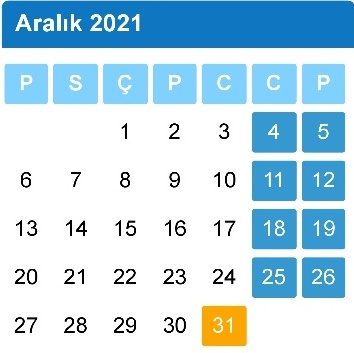 Aralık 2021
P S Ç P C C P
1 2 3 4 5
6 7 8 9 10 11 12
13 14 15 16 17 18 19
20 21 22 23 24 25 26
27 28 29 30 31